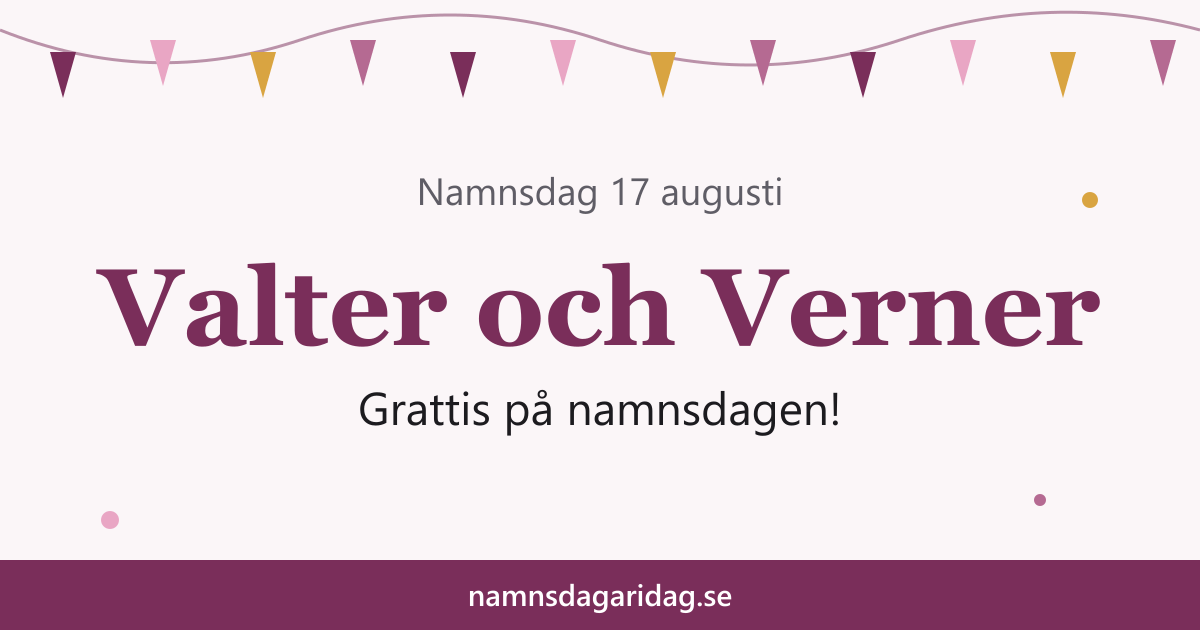 Namnsdag 17 augusti
Valter och Verner
Grattis på namnsdagen!
namnsdagaridag.se